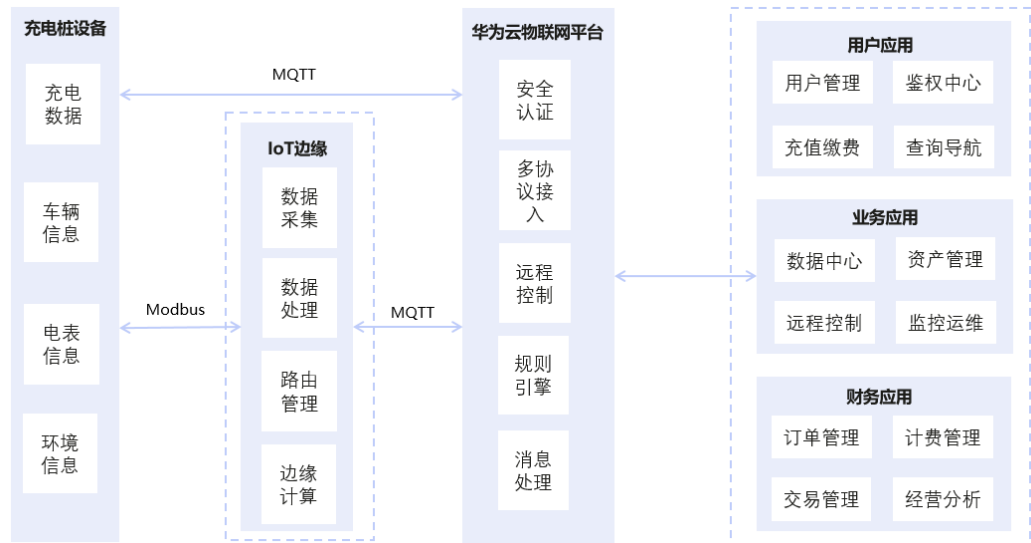 充电桩设备
充电
数据
车辆
信息
电表
信息
环境
信息
MQTT
Modbus
IoT边缘
数据
采集
数据
处理
路由
管理
边缘
计算
MQTT
华为云物联网平台
安全
认证
多协
议接
入
远程
控制
规则
引擎
消息
处理
用户应用
用户管理
鉴权中心
充值缴费
查询导航
业务应用
数据中心
资产管理
远程控制
监控运维
财务应用
订单管理
计费管理
交易管理
经营分析